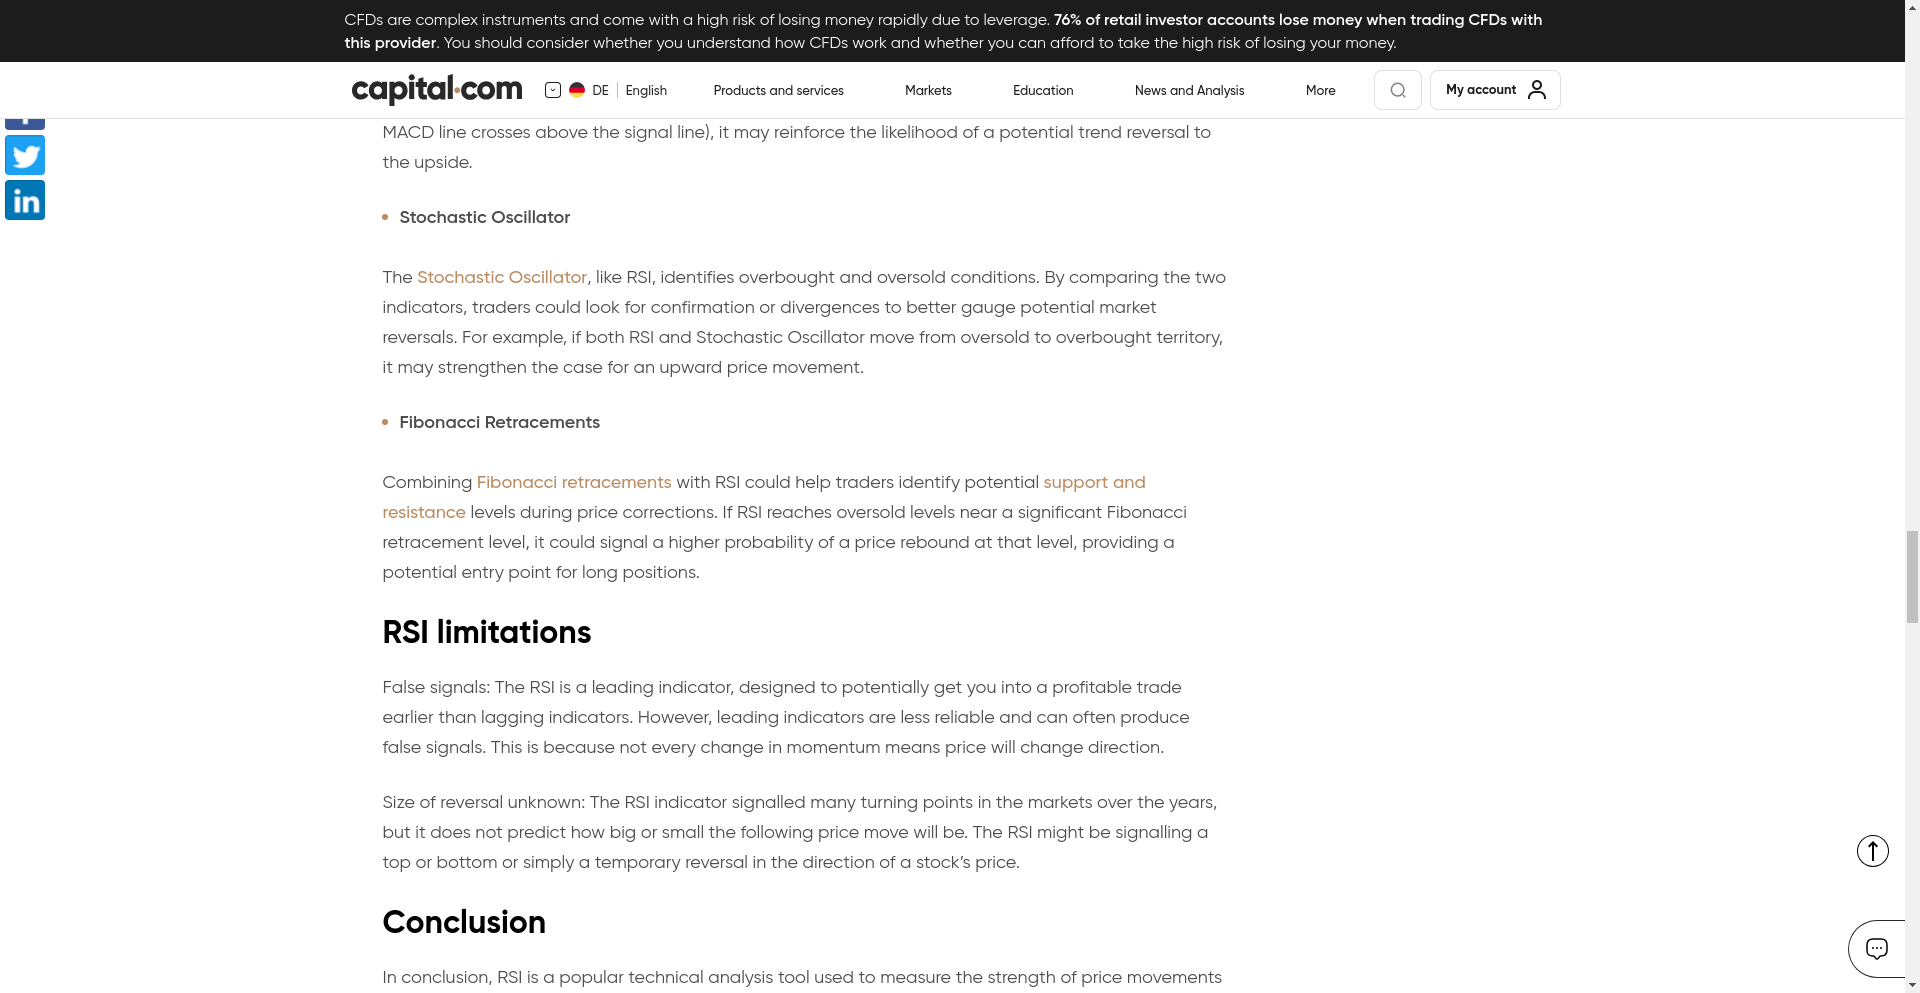 CFDs are complex instruments and come with a high risk of losing money rapidly due to leverage. 76% of retail investor accounts lose money when trading CFDs with
this provider. You should consider whether you understand how CFDs work and whether you can afford to take the high risk of losing your money.
capital.com DE English Products and services Markets Education News and Analysis More My account
MACD line crosses above the signal line), it may reinforce the likelihood of a potential trend reversal to
the upside.
in
Stochastic Oscillator
The Stochastic Oscillator, like RSI, identifies overbought and oversold conditions. By comparing the two
indicators, traders could look for confirmation or divergences to better gauge potential market
reversals. For example, if both RSI and Stochastic Oscillator move from oversold to overbought territory,
it may strengthen the case for an upward price movement.
Fibonacci Retracements
Combining Fibonacci retracements with RSI could help traders identify potential support and
resistance levels during price corrections. If RSI reaches oversold levels near a significant Fibonacci
retracement level, it could signal a higher probability of a price rebound at that level, providing a
potential entry point for long positions.
RSI limitations
False signals: The RSI is a leading indicator, designed to potentially get you into a profitable trade
earlier than lagging indicators. However, leading indicators are less reliable and can often produce
false signals. This is because not every change in momentum means price will change direction.
Size of reversal unknown: The RSI indicator signalled many turning points in the markets over the years,
but it does not predict how big or small the following price move will be. The RSI might be signalling a
top or bottom or simply a temporary reversal in the direction of a stock’s price.
Conclusion
In conclusion, RSI is a popular technical analysis tool used to measure the strength of price movements